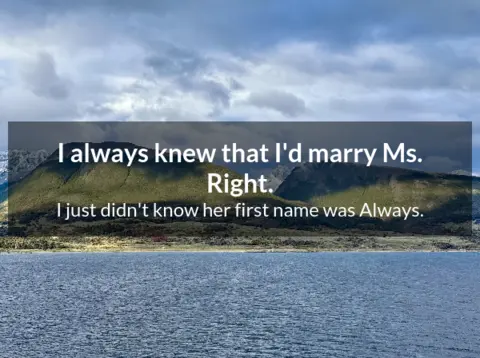 I always knew that I'd marry Ms.
Right.
I just didn't know her first name was Always.